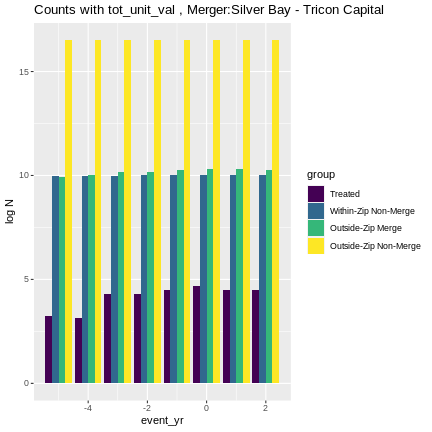 Counts with tot_unit_val , Merger:Silver Bay - Tricon Capital
15
10
5
0
log N
-4
-2
0
2
event_yr
group
Treated
Within-Zip Non-Merge
Outside-Zip Merge
Outside-Zip Non-Merge